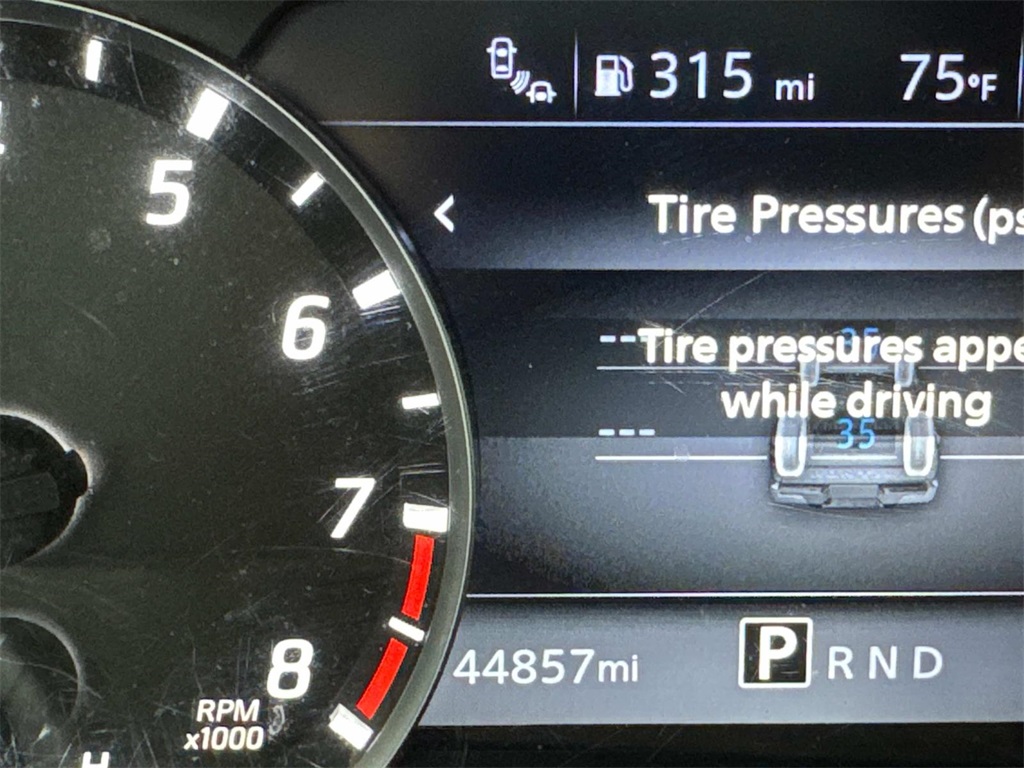 315 mi 75°F
5
< Tire Pressures (ps
6
--- 35
Tire pressures appe
while driving
--- 35
7
8
44857mi P R N D
RPM
x1000
H